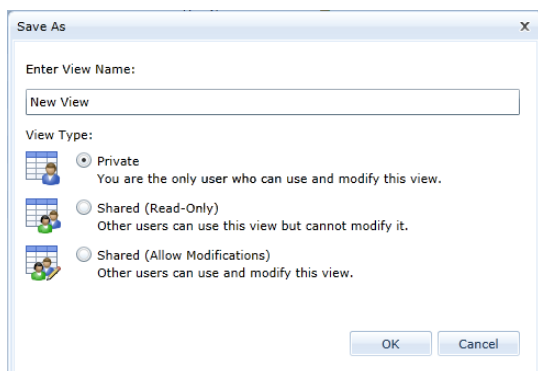 Save As
X
Enter View Name:
New View
View Type:
Private
You are the only user who can use and modify this view.
Shared (Read-Only)
Other users can use this view but cannot modify it.
Shared (Allow Modifications)
Other users can use and modify this view.
OK
Cancel